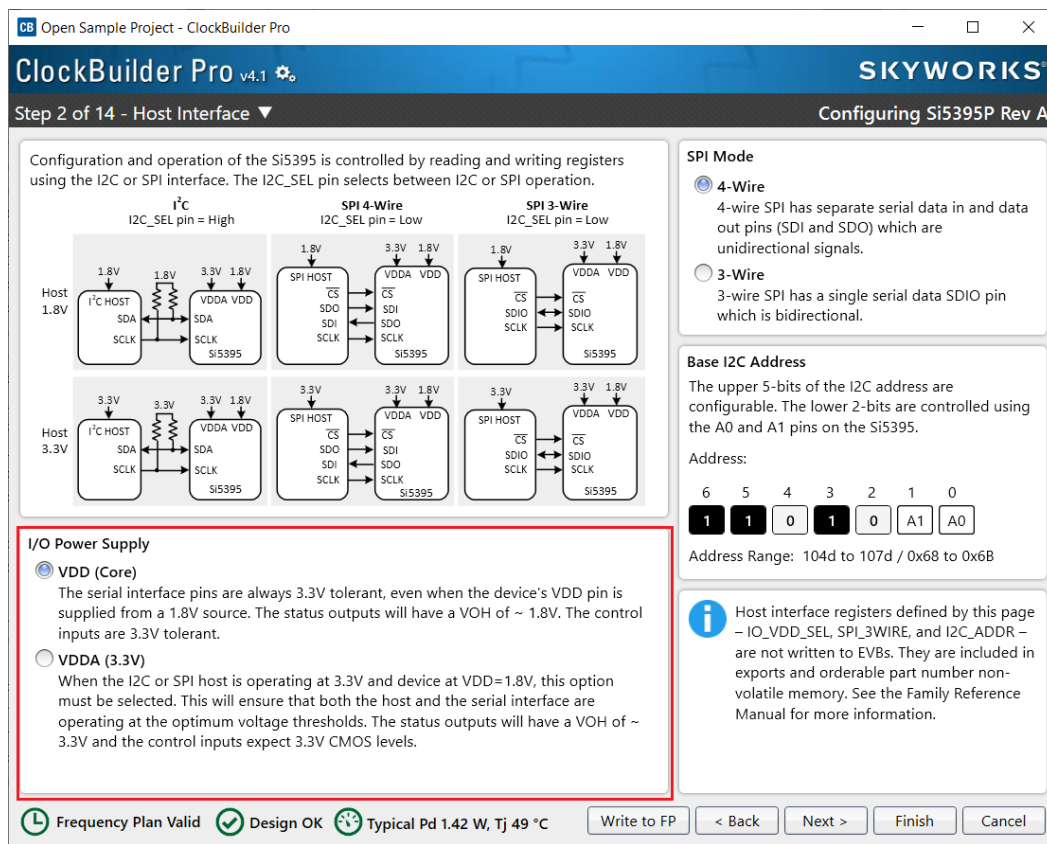 CB Open Sample Project - ClockBuilder Pro
ClockBuilder Pro v4.1
SKYWORKS®
Step 2 of 14 - Host Interface ▼
Configuring Si5395P Rev A
Configuration and operation of the Si5395 is controlled by reading and writing registers
using the I2C or SPI interface. The I2C_SEL pin selects between I2C or SPI operation.
I²C
I2C_SEL pin = High
SPI 4-Wire
I2C_SEL pin = Low
SPI 3-Wire
I2C_SEL pin = Low
Host
1.8V
1.8V
1.8V
3.3V 1.8V
I²C HOST
VDDA VDD
SDA
SDA
SCLK
SCLK
Si5395
1.8V
3.3V 1.8V
SPI HOST
VDDA VDD
CS
CS
SDO
SDI
SDI
SDO
SCLK
SCLK
Si5395
1.8V
3.3V 1.8V
SPI HOST
VDDA VDD
CS
CS
SDIO
SDIO
SCLK
SCLK
Si5395
Host
3.3V
3.3V
3.3V
3.3V 1.8V
I²C HOST
VDDA VDD
SDA
SDA
SCLK
SCLK
Si5395
3.3V
3.3V 1.8V
SPI HOST
VDDA VDD
CS
CS
SDO
SDI
SDI
SDO
SCLK
SCLK
Si5395
3.3V
3.3V 1.8V
SPI HOST
VDDA VDD
CS
CS
SDIO
SDIO
SCLK
SCLK
Si5395
I/O Power Supply
VDD (Core)
The serial interface pins are always 3.3V tolerant, even when the device's VDD pin is
supplied from a 1.8V source. The status outputs will have a VOH of ~ 1.8V. The control
inputs are 3.3V tolerant.
VDDA (3.3V)
When the I2C or SPI host is operating at 3.3V and device at VDD=1.8V, this option
must be selected. This will ensure that both the host and the serial interface are
operating at the optimum voltage thresholds. The status outputs will have a VOH of ~
3.3V and the control inputs expect 3.3V CMOS levels.
SPI Mode
4-Wire
4-wire SPI has separate serial data in and data
out pins (SDI and SDO) which are
unidirectional signals.
3-Wire
3-wire SPI has a single serial data SDIO pin
which is bidirectional.
Base I2C Address
The upper 5-bits of the I2C address are
configurable. The lower 2-bits are controlled using
the A0 and A1 pins on the Si5395.
Address:
6 5 4 3 2 1 0
1 1 0 1 0 A1 A0
Address Range: 104d to 107d / 0x68 to 0x6B
Host interface registers defined by this page
– IO_VDD_SEL, SPI_3WIRE, and I2C_ADDR –
are not written to EVBs. They are included in
exports and orderable part number non-
volatile memory. See the Family Reference
Manual for more information.
Frequency Plan Valid
Design OK
Typical Pd 1.42 W, Tj 49 °C
Write to FP
< Back
Next >
Finish
Cancel